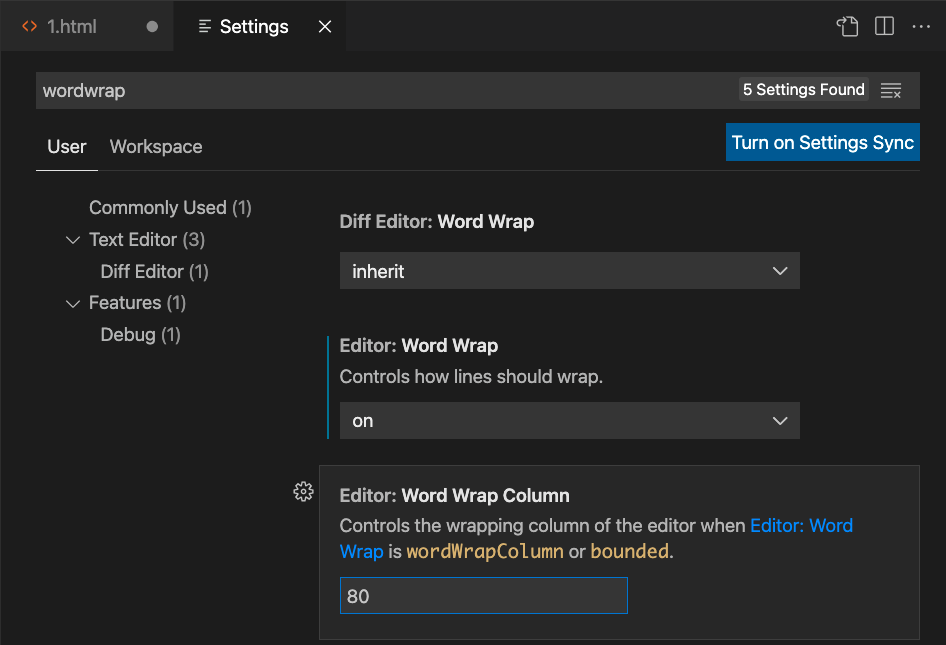 1.html
Settings
wordwrap
5 Settings Found
User
Workspace
Turn on Settings Sync
Commonly Used (1)
Text Editor (3)
Diff Editor (1)
Features (1)
Debug (1)
Diff Editor: Word Wrap
inherit
Editor: Word Wrap
Controls how lines should wrap.
on
Editor: Word Wrap Column
Controls the wrapping column of the editor when Editor: Word
Wrap is wordWrapColumn or bounded.
80